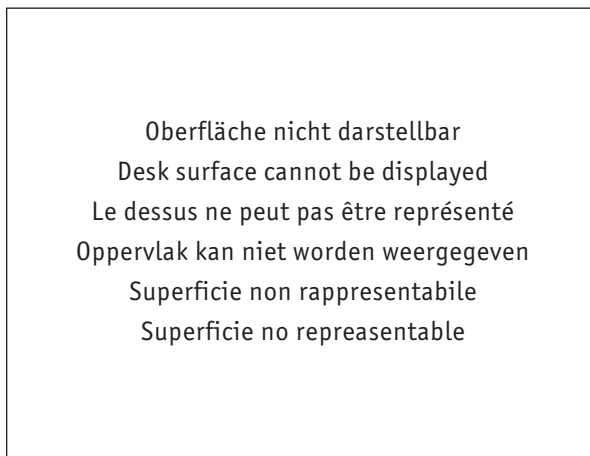 Oberfläche nicht darstellbar
Desk surface cannot be displayed
Le dessus ne peut pas être représenté
Oppervlak kan niet worden weergegeven
Superficie non rappresentabile
Superficie no repreasentable